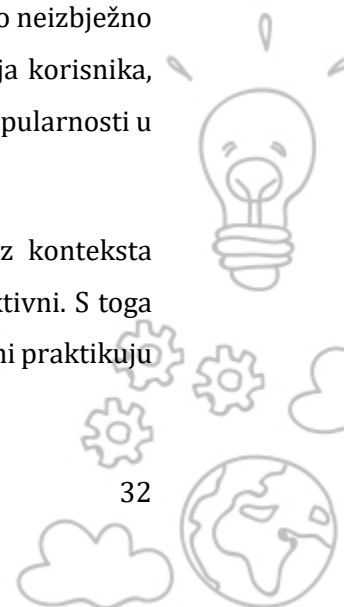 o neizbježno
ja korisnika,
pularnosti u
z konteksta
ktivni. S toga
ni praktikuju
32